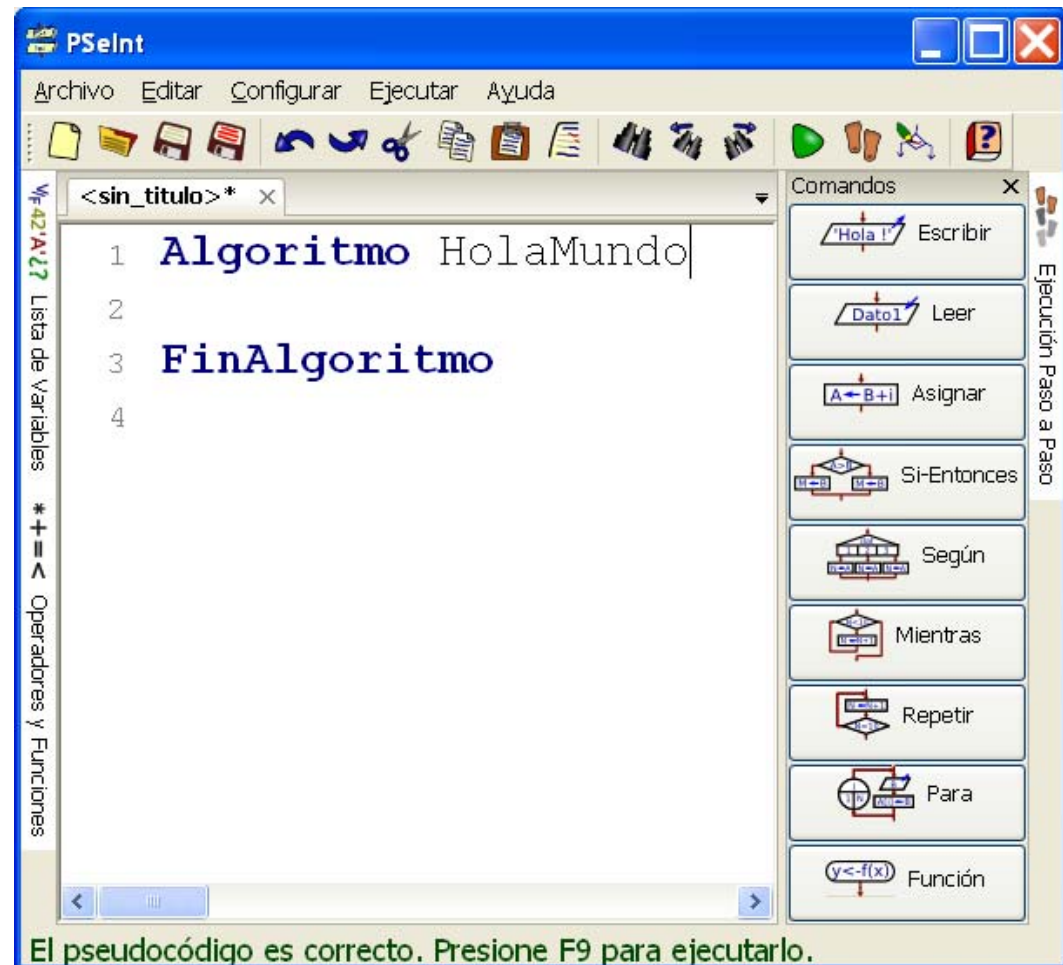 PSeInt
Archivo Editar Configurar Ejecutar Ayuda
<sin_titulo>*
1 Algoritmo HolaMundo
2
3 FinAlgoritmo
4
42'A'¿? Lista de Variables
*+=< Operadores y Funciones
Comandos
'Hola !' Escribir
Dato1 Leer
A←B+i Asignar
Si-Entonces
Según
Mientras
Repetir
Para
y<-f(x) Función
Ejecución Paso a Paso
El pseudocódigo es correcto. Presione F9 para ejecutarlo.